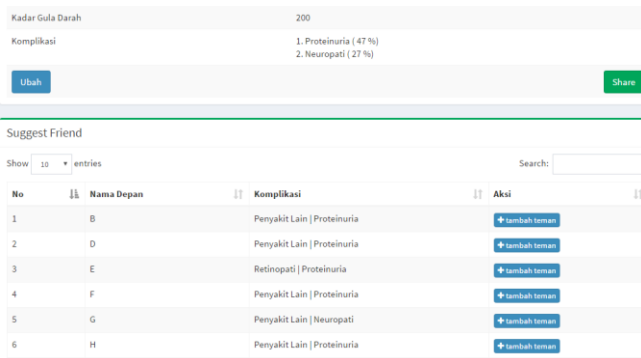 Kadar Gula Darah 200
Komplikasi 1. Proteinuria ( 47 %)
2. Neuropati ( 27 %)
Ubah Share
Suggest Friend
Show 10 entries Search:
No Nama Depan Komplikasi Aksi
1 B Penyakit Lain | Proteinuria +tambah teman
2 D Penyakit Lain | Proteinuria +tambah teman
3 E Retinopati | Proteinuria +tambah teman
4 F Penyakit Lain | Proteinuria +tambah teman
5 G Penyakit Lain | Neuropati +tambah teman
6 H Penyakit Lain | Proteinuria +tambah teman